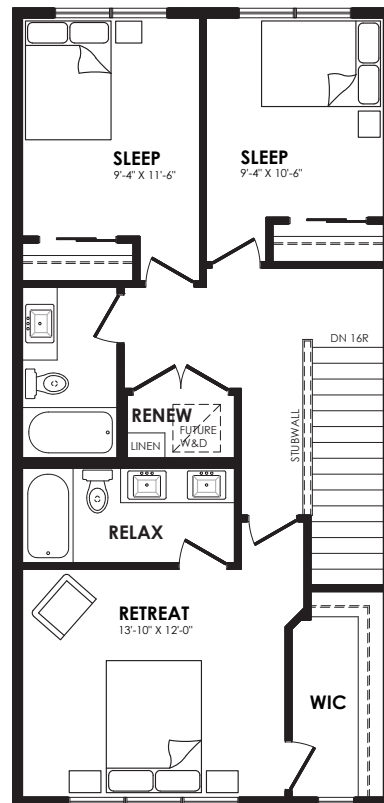 SLEEP
9'-4" X 11'-6"
SLEEP
9'-4" X 10'-6"
DN 16R
STUBWALL
RENEW
FUTURE
W&D
LINEN
RELAX
RETREAT
13'-10" X 12'-0"
WIC